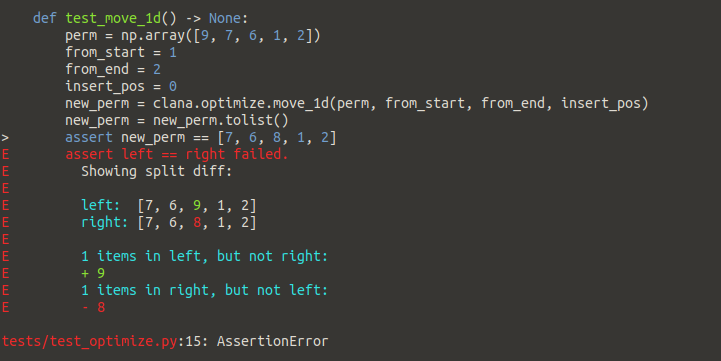 def test_move_1d() -> None:
perm = np.array([9, 7, 6, 1, 2])
from_start = 1
from_end = 2
insert_pos = 0
new_perm = clana.optimize.move_1d(perm, from_start, from_end, insert_pos)
new_perm = new_perm.tolist()
> assert new_perm == [7, 6, 8, 1, 2]
E assert left == right failed.
E Showing split diff:
E
E left: [7, 6, 9, 1, 2]
E right: [7, 6, 8, 1, 2]
E
E 1 items in left, but not right:
E + 9
E 1 items in right, but not left:
E - 8
tests/test_optimize.py:15: AssertionError